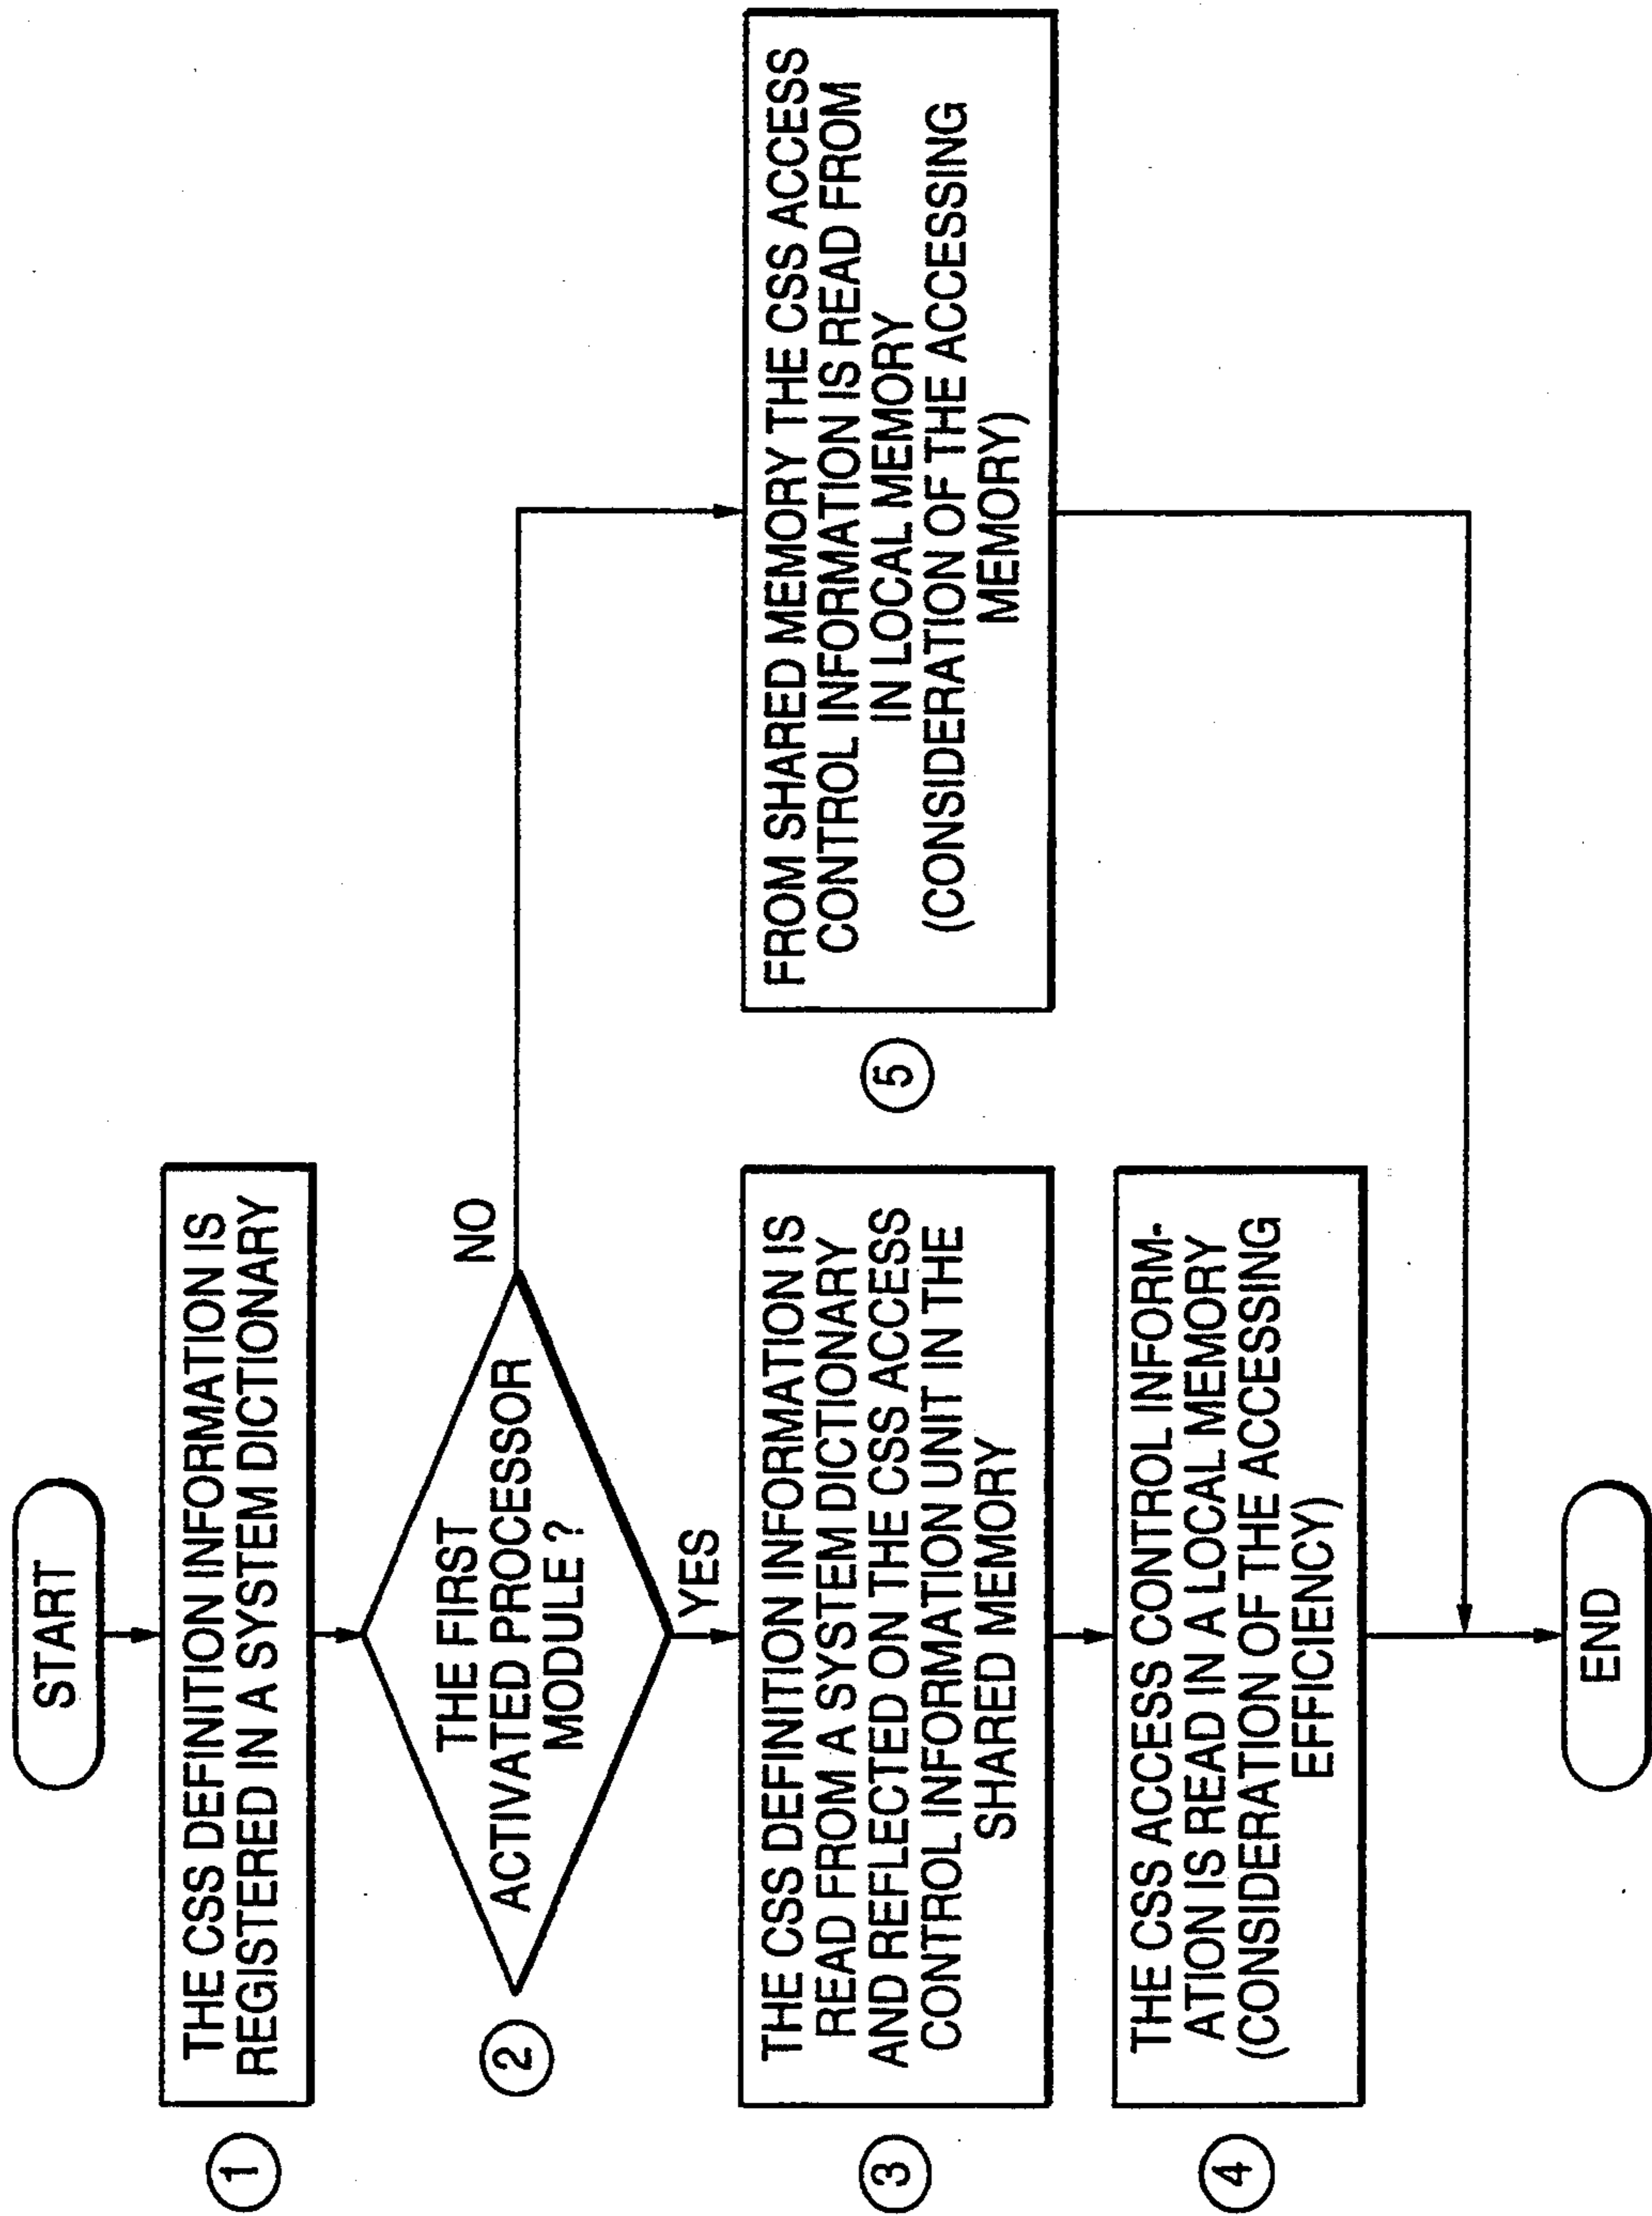 START
1
THE CSS DEFINITION INFORMATION IS
REGISTERED IN A SYSTEM DICTIONARY
2
THE FIRST
ACTIVATED PROCESSOR
MODULE ?
NO
YES
3
THE CSS DEFINITION INFORMATION IS
READ FROM A SYSTEM DICTIONARY
AND REFLECTED ON THE CSS ACCESS
CONTROL INFORMATION UNIT IN THE
SHARED MEMORY
5
FROM SHARED MEMORY THE CSS ACCESS
CONTROL INFORMATION IS READ FROM
IN LOCAL MEMORY
(CONSIDERATION OF THE ACCESSING
MEMORY)
4
THE CSS ACCESS CONTROL INFORM-
ATION IS READ IN A LOCAL MEMORY
(CONSIDERATION OF THE ACCESSING
EFFICIENCY)
END